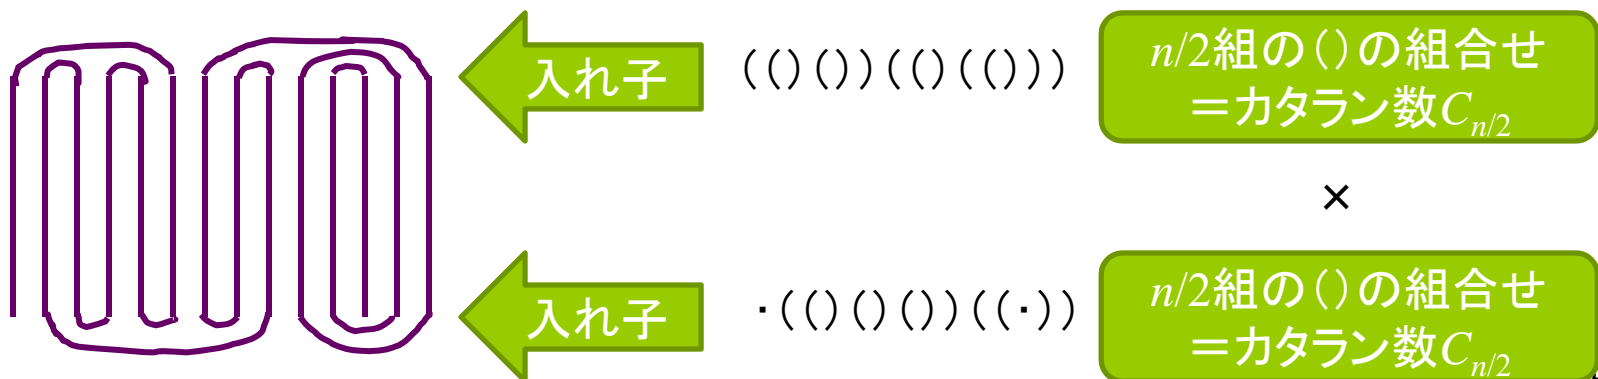 入れ子
(()())(()(()))
n/2組の()の組合せ
=カタラン数C_{n/2}
×
入れ子
·(()()())((·))
n/2組の()の組合せ
=カタラン数C_{n/2}